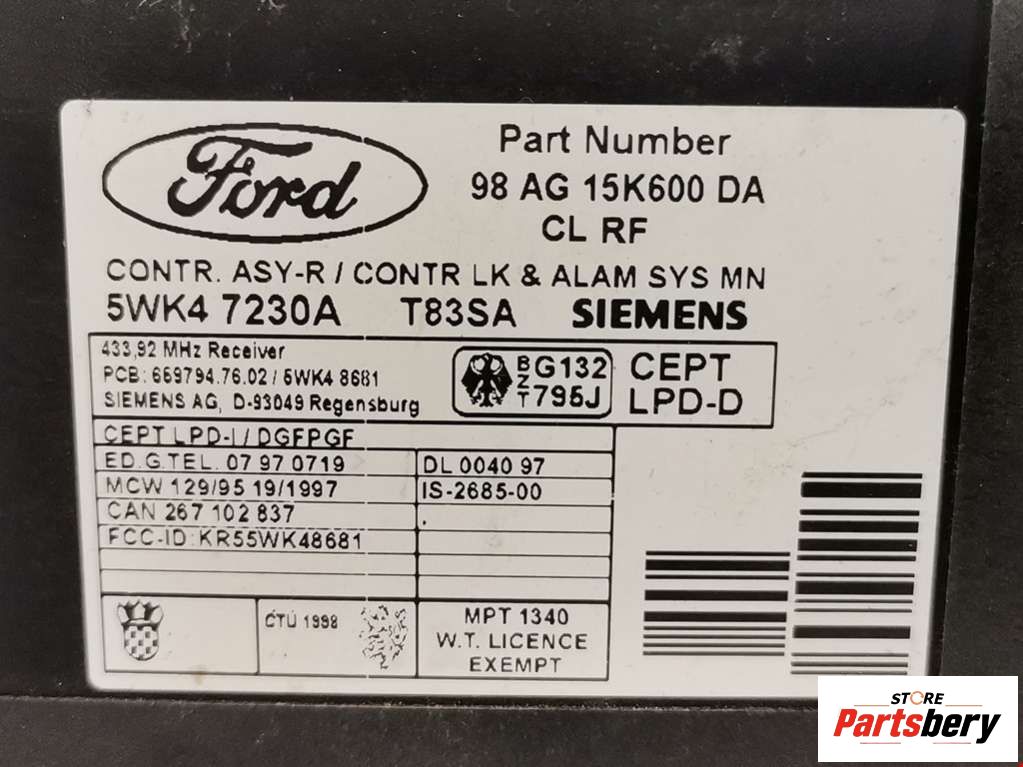 Ford
Part Number
98 AG 15K600 DA
CL RF
CONTR. ASY-R / CONTR LK & ALAM SYS MN
5WK4 7230A T83SA SIEMENS
433,92 MHz Receiver
PCB: 659794.76.02 / 5WK4 8681
SIEMENS AG, D-93049 Regensburg
BZT
G132
795J
CEPT
LPD-D
CEPT LPD-I / DGFPGF
ED.G.TEL. 07 97 0719
DL 0040 97
MCW 129/95 19/1997
IS-2685-00
CAN 267 102 837
FCC-ID: KR55WK48681
ČTÚ 1998
MPT 1340
W.T. LICENCE
EXEMPT
STORE
Partsbery